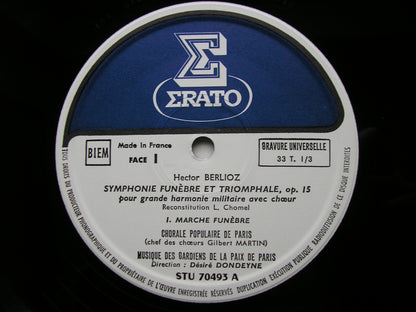 Σ
ERATO
BIEM
Made in France
FACE I
GRAVURE UNIVERSELLE
33 T. 1/3
Hector BERLIOZ
SYMPHONIE FUNÈBRE ET TRIOMPHALE, op. 15
pour grande harmonie militaire avec chœur
Reconstitution L. Chomel
I. MARCHE FUNÈBRE
CHORALE POPULAIRE DE PARIS
(chef des chœurs Gilbert MARTIN)
MUSIQUE DES GARDIENS DE LA PAIX DE PARIS
Direction : Désiré DONDEYNE
STU 70493 A
TOUS DROITS DU PRODUCTEUR PHONOGRAPHIQUE ET DU PROPRIÉTAIRE DE L'ŒUVRE ENREGISTRÉE RÉSERVÉS DUPLICATION EXÉCUTION PUBLIQUE RADIODIFFUSION DE CE DISQUE INTERDITES